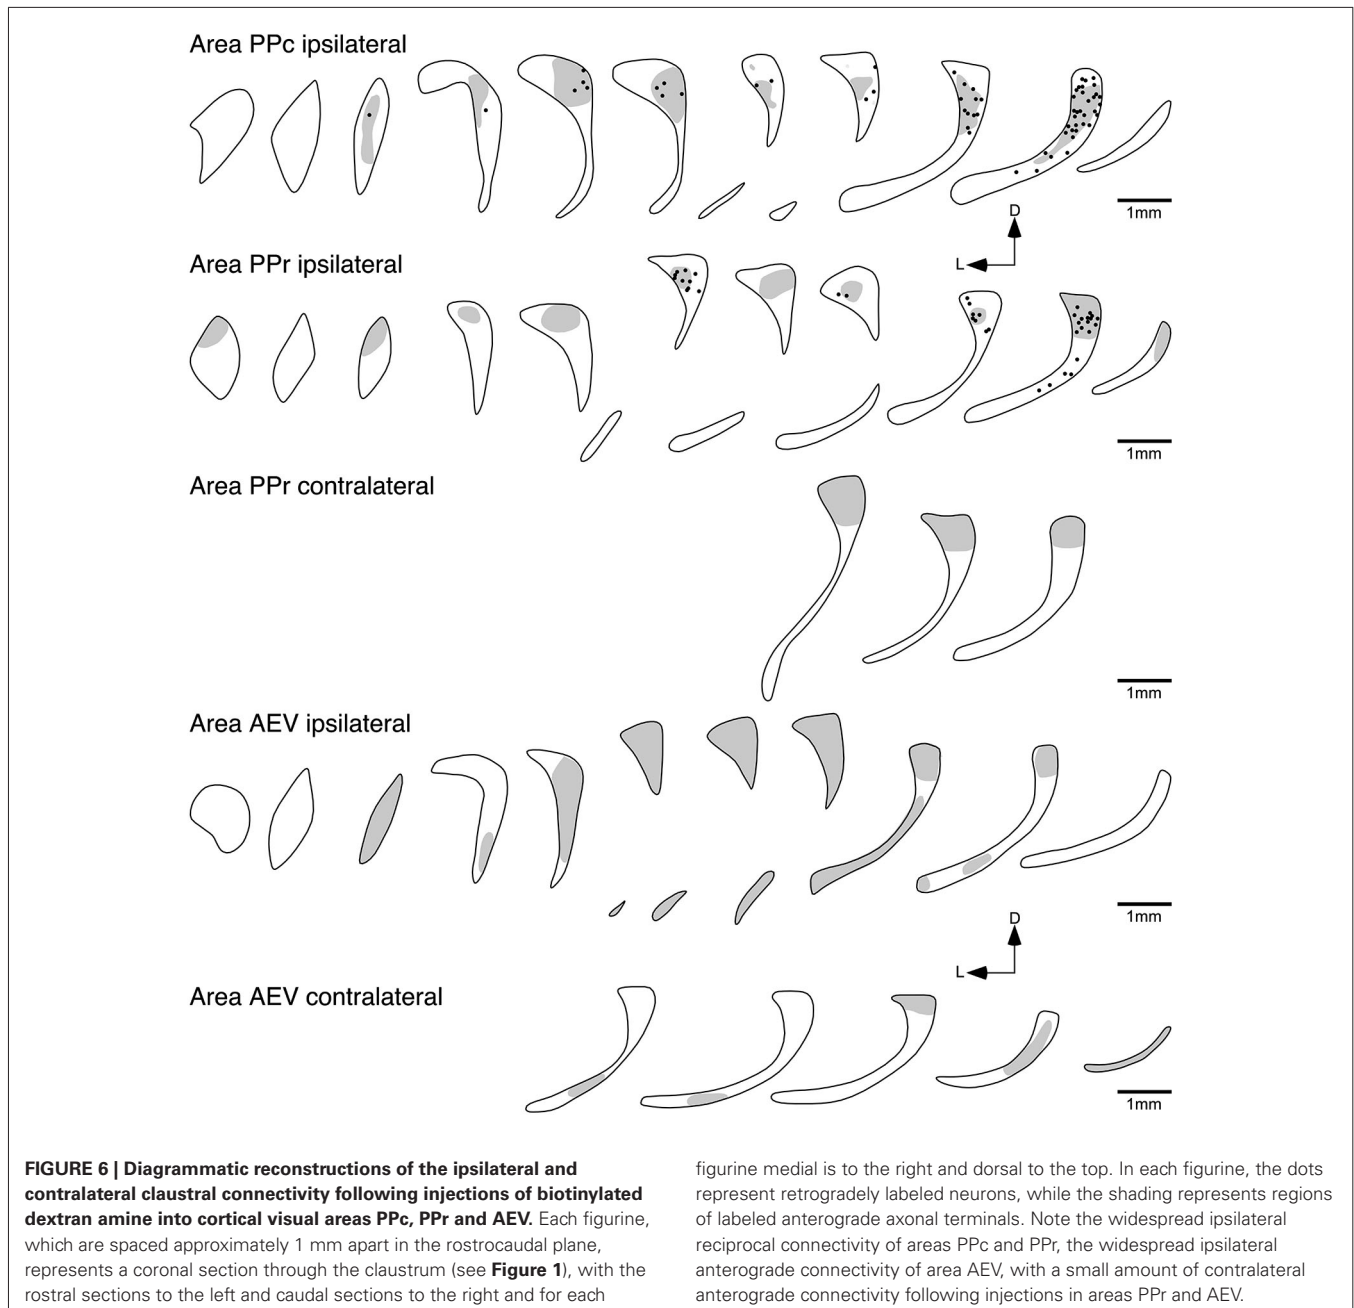 Area PPc ipsilateral
1mm
D
L
Area PPr ipsilateral
1mm
Area PPr contralateral
1mm
Area AEV ipsilateral
1mm
D
L
Area AEV contralateral
1mm
FIGURE 6 | Diagrammatic reconstructions of the ipsilateral and
contralateral claustral connectivity following injections of biotinylated
dextran amine into cortical visual areas PPc, PPr and AEV. Each figurine,
which are spaced approximately 1 mm apart in the rostrocaudal plane,
represents a coronal section through the claustrum (see Figure 1), with the
rostral sections to the left and caudal sections to the right and for each
figurine medial is to the right and dorsal to the top. In each figurine, the dots
represent retrogradely labeled neurons, while the shading represents regions
of labeled anterograde axonal terminals. Note the widespread ipsilateral
reciprocal connectivity of areas PPc and PPr, the widespread ipsilateral
anterograde connectivity of area AEV, with a small amount of contralateral
anterograde connectivity following injections in areas PPr and AEV.